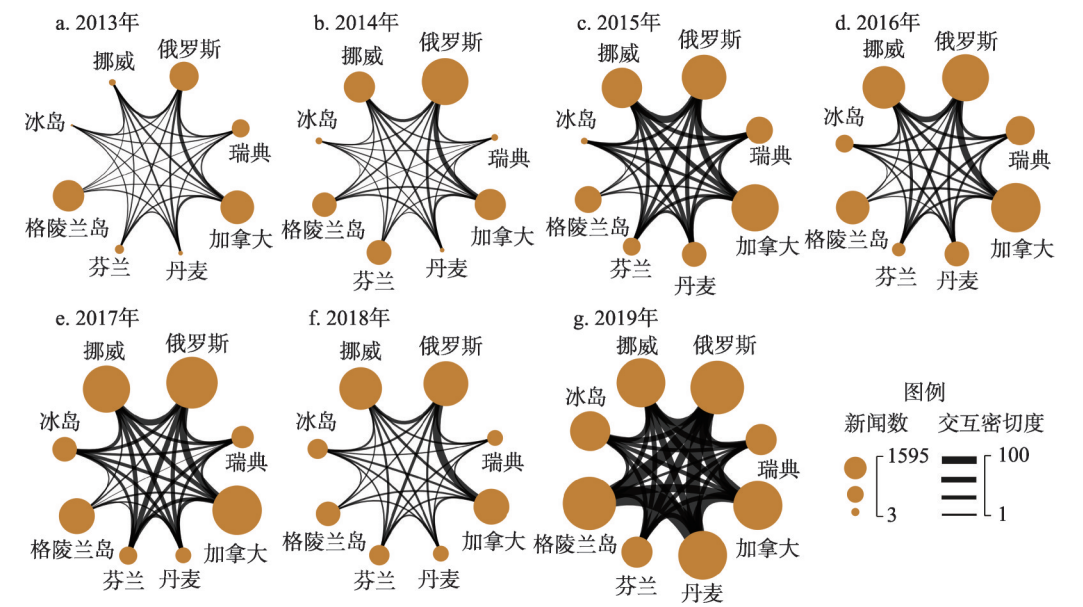 a. 2013年
挪威
俄罗斯
冰岛
瑞典
格陵兰岛
加拿大
芬兰
丹麦
b. 2014年
挪威
俄罗斯
冰岛
瑞典
格陵兰岛
加拿大
芬兰
丹麦
c. 2015年
挪威
俄罗斯
冰岛
瑞典
格陵兰岛
加拿大
芬兰
丹麦
d. 2016年
挪威
俄罗斯
冰岛
瑞典
格陵兰岛
加拿大
芬兰
丹麦
e. 2017年
挪威
俄罗斯
冰岛
瑞典
格陵兰岛
加拿大
芬兰
丹麦
f. 2018年
挪威
俄罗斯
冰岛
瑞典
格陵兰岛
加拿大
芬兰
丹麦
g. 2019年
挪威
俄罗斯
冰岛
瑞典
格陵兰岛
加拿大
芬兰
丹麦
图例
新闻数 交互密切度
1595 100
3 1